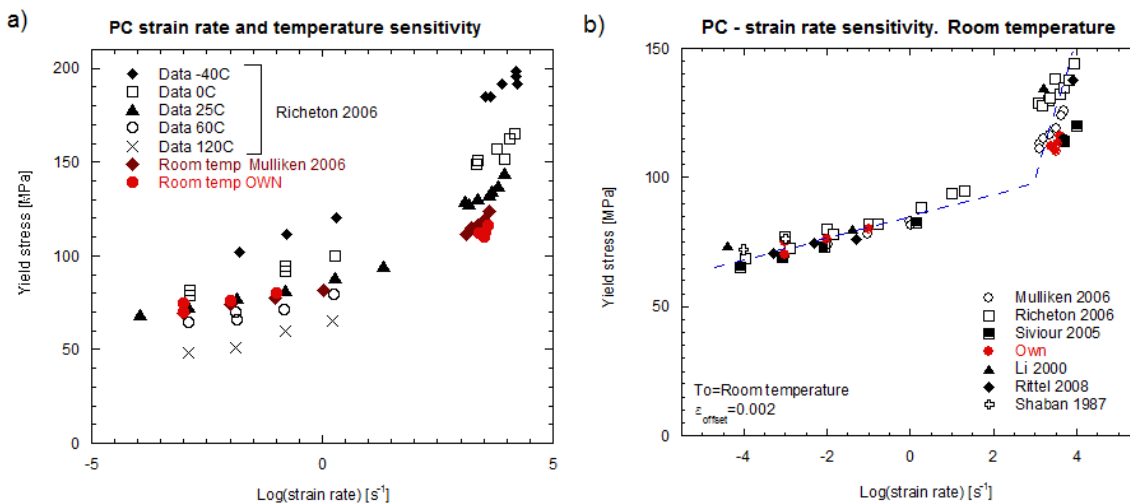 a)
PC strain rate and temperature sensitivity
200
150
100
50
0
-5
0
5
Yield stress [MPa]
Log(strain rate) [s⁻¹]
Data -40C
Data 0C
Data 25C
Data 60C
Data 120C
Richeton 2006
Room temp Mulliken 2006
Room temp OWN
b)
PC - strain rate sensitivity. Room temperature
150
100
50
0
-4
-2
0
2
4
Yield stress [MPa]
Log(strain rate) [s⁻¹]
Mulliken 2006
Richeton 2006
Siviour 2005
Own
Li 2000
Rittel 2008
Shaban 1987
To=Room temperature
ε offset=0.002